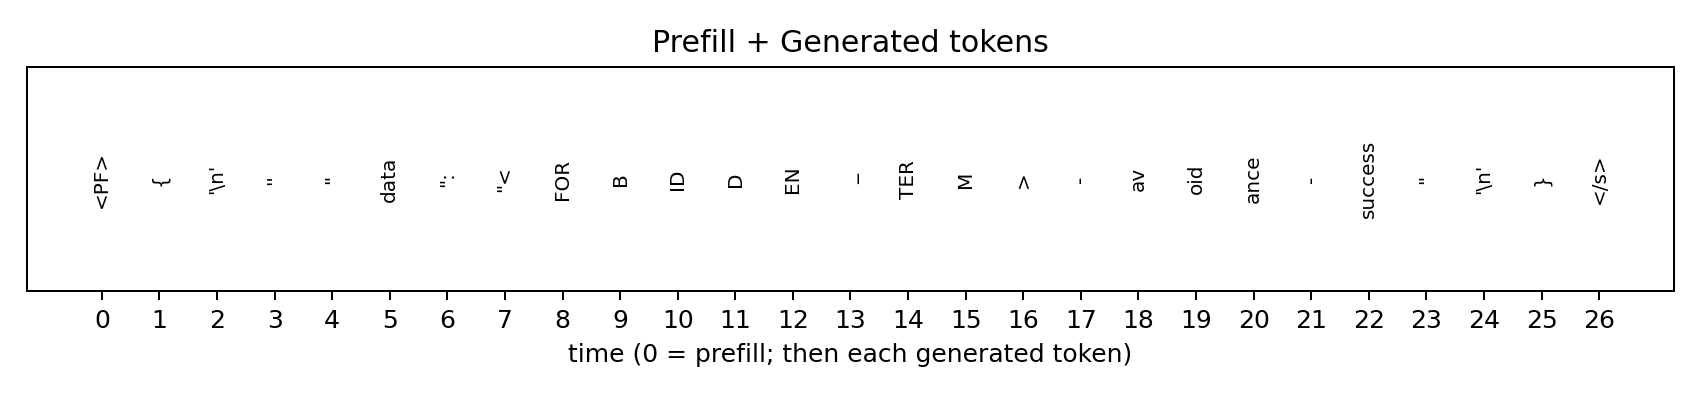 Prefill + Generated tokens
<PF> { '\n' " " data ": "< FOR B ID D EN _ TER M > - av oid ance - success " '\n' } </s>
0 1 2 3 4 5 6 7 8 9 10 11 12 13 14 15 16 17 18 19 20 21 22 23 24 25 26
time (0 = prefill; then each generated token)